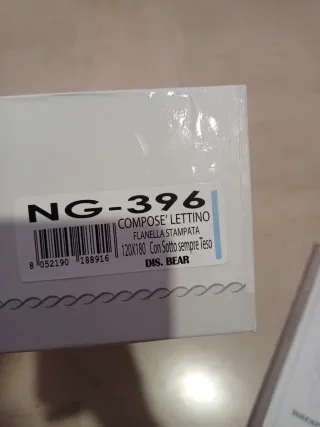 NG-396
COMPOSE' LETTINO
FLANELLA STAMPATA
120X180 Con Sotto sempre Teso
DIS. BEAR
8 052190 188916